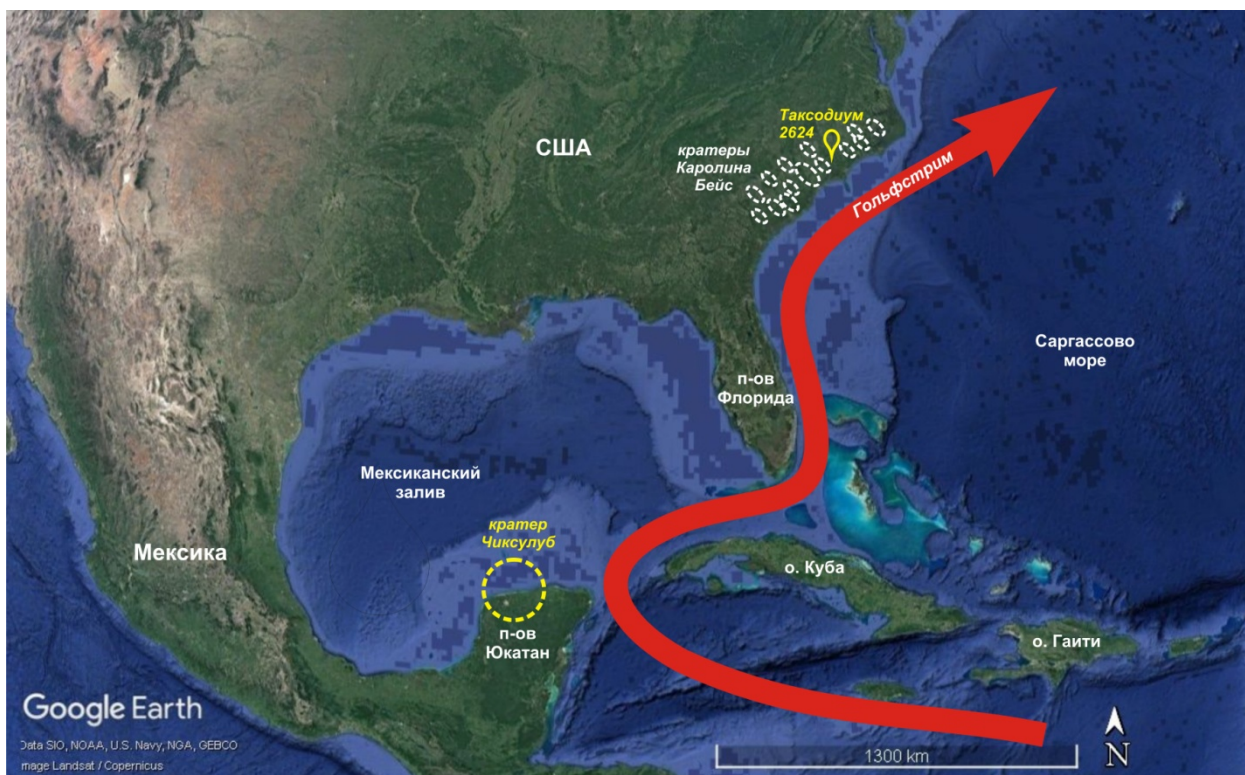 Таксодиум
2624
США
кратеры
Каролина
Бейс
Гольфстрим
Саргассово
море
п-ов
Флорида
Мексиканский
залив
кратер
Чиксулуб
Мексика
о. Куба
п-ов
Юкатан
о. Гаити
Google Earth
Data SIO, NOAA, U.S. Navy, NGA, GEBCO
Image Landsat / Copernicus
1300 km
N